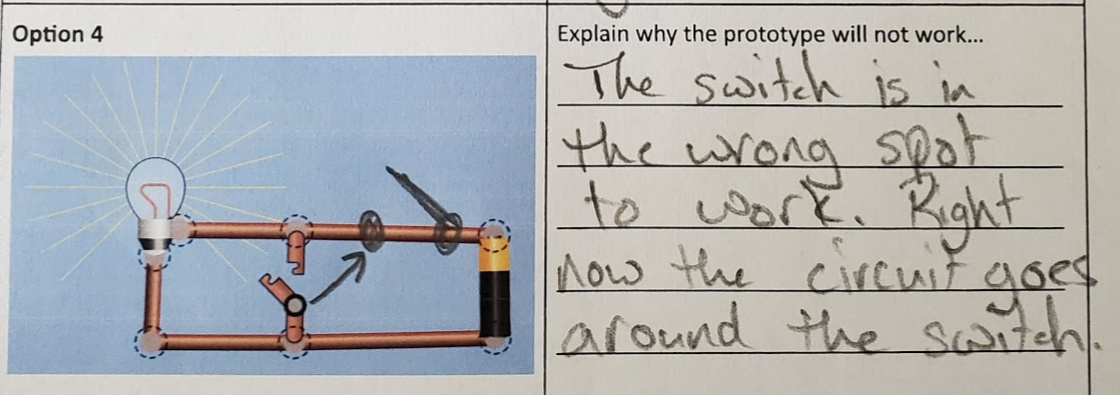 Option 4
Explain why the prototype will not work...
The switch is in
the wrong spot
to work. Right
now the circuit goes
around the switch.